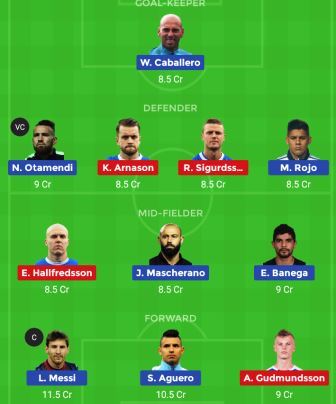 GOAL-KEEPER
W. Caballero
8.5 Cr
DEFENDER
VC
N. Otamendi
K. Arnason
R. Sigurdss...
M. Rojo
9 Cr
8.5 Cr
8.5 Cr
8.5 Cr
MID-FIELDER
E. Hallfredsson
J. Mascherano
E. Banega
8.5 Cr
8.5 Cr
9 Cr
FORWARD
C
L. Messi
S. Aguero
A. Gudmundsson
11.5 Cr
10.5 Cr
9 Cr